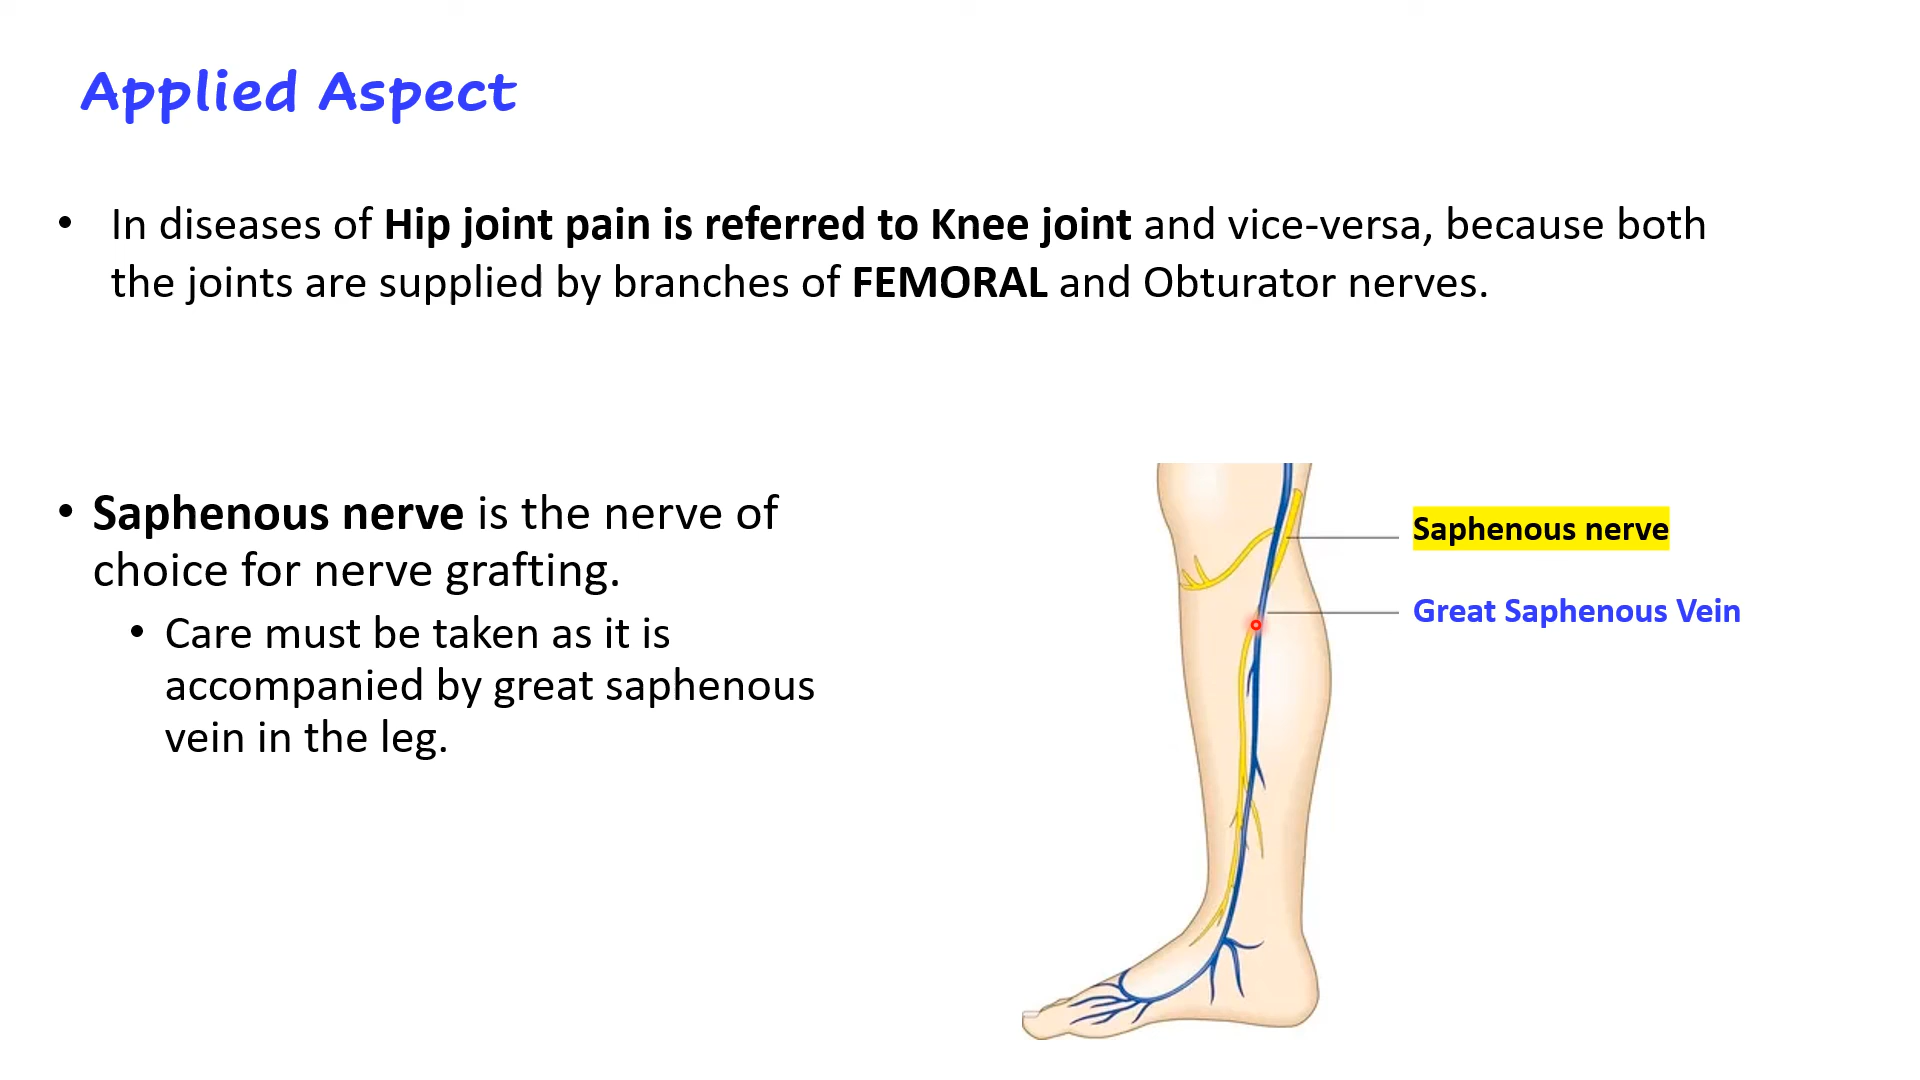 Applied Aspect
• In diseases of Hip joint pain is referred to Knee joint and vice-versa, because both
the joints are supplied by branches of FEMORAL and Obturator nerves.
• Saphenous nerve is the nerve of
choice for nerve grafting.
• Care must be taken as it is
accompanied by great saphenous
vein in the leg.
Saphenous nerve
Great Saphenous Vein